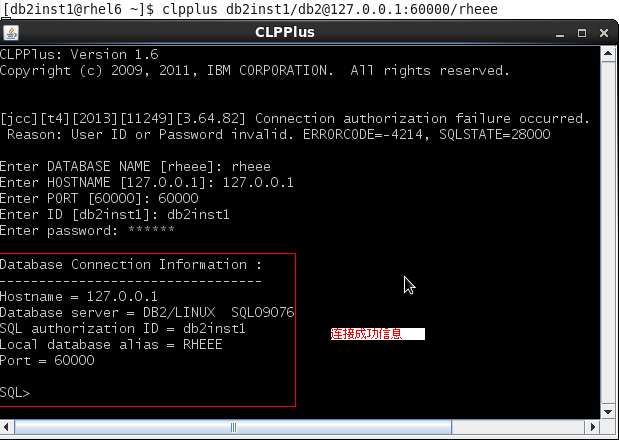 [db2inst1@rhel6 ~]$ clpplus db2inst1/db2@127.0.0.1:60000/rheee
CLPPlus
CLPPlus: Version 1.6
Copyright (c) 2009, 2011, IBM CORPORATION.  All rights reserved.
[jcc][t4][2013][11249][3.64.82] Connection authorization failure occurred.
Reason: User ID or Password invalid. ERRORCODE=-4214, SQLSTATE=28000
Enter DATABASE NAME [rheee]: rheee
Enter HOSTNAME [127.0.0.1]: 127.0.0.1
Enter PORT [60000]: 60000
Enter ID [db2inst1]: db2inst1
Enter password: ******
Database Connection Information :
---------------------------------
Hostname = 127.0.0.1
Database server = DB2/LINUX  SQL09076
SQL authorization ID = db2inst1
连接成功信息
Local database alias = RHEEE
Port = 60000
SQL>